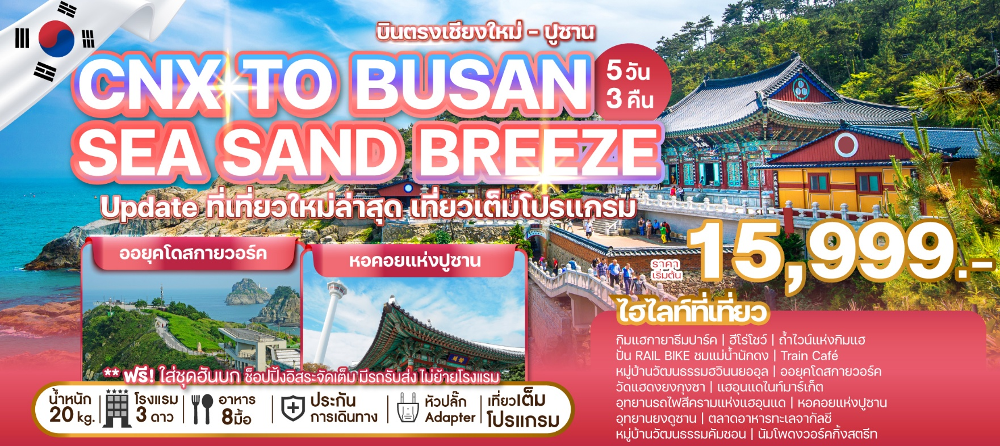 บินตรงเชียงใหม่ - ปูซาน
CNX TO BUSAN
5 วัน
3 คืน
SEA SAND BREEZE
Update ที่เที่ยวใหม่ล่าสุด เที่ยวเต็มโปรแกรม
ออยุคโดสกายวอร์ค
หอคอยแห่งปูซาน
ราคา
เริ่มต้น
15,999.-
** ฟรี! ใส่ชุดฮันบก ช็อปปิ้งอิสระจัดเต็ม มีรถรับส่ง ไม่ย้ายโรงแรม
น้ำหนัก
20 kg.
โรงแรม
3 ดาว
อาหาร
8มื้อ
ประกัน
การเดินทาง
หัวปลั๊ก
Adapter
เที่ยวเต็ม
โปรแกรม
ไฮไลท์ที่เที่ยว
กิมแฮกายาธีมปาร์ค | ฮีโร่โชว์ | ถ้ำไวน์แห่งกิมแฮ
ปั่น RAIL BIKE ชมแม่น้ำนักดง | Train Café
หมู่บ้านวัฒนธรรมฮวินนยออุล | ออยุคโดสกายวอร์ค
วัดแฮดงยงกุงซา | แฮอุนแดไนท์มาร์เก็ต
อุทยานรถไฟสีครามแห่งแฮอุนแด | หอคอยแห่งปูซาน
อุทยานยงดูซาน | ตลาดอาหารทะเลจากัลชี
หมู่บ้านวัฒนธรรมคัมชอน | นัมโพดงวอร์คกิ้งสตรีท